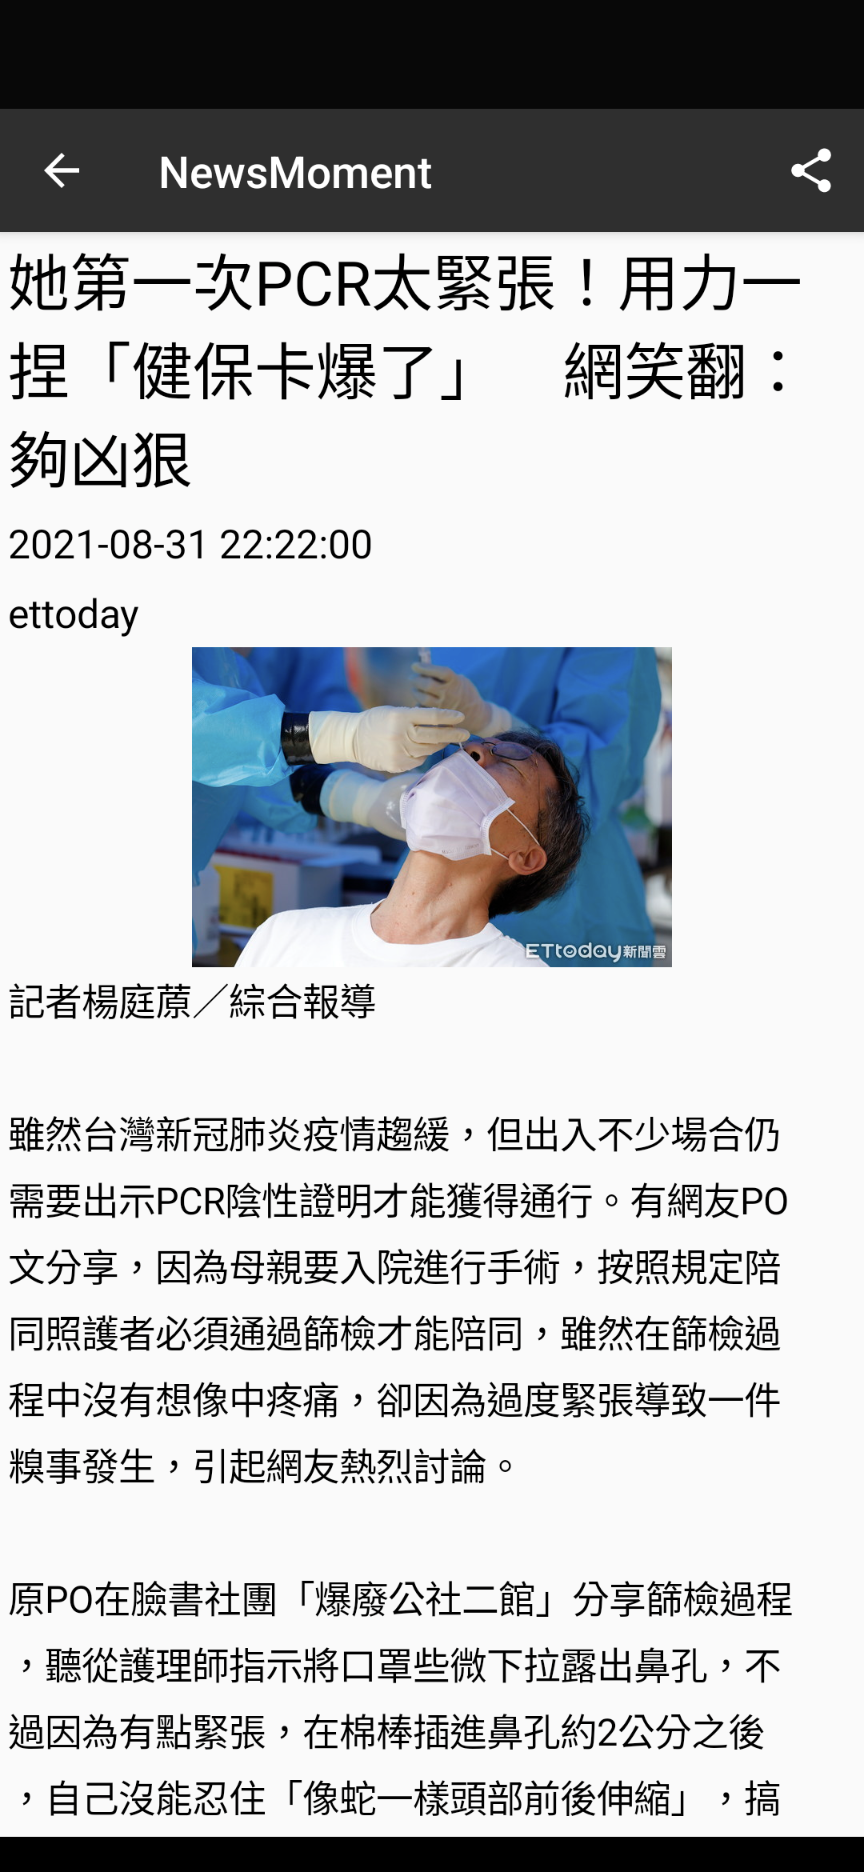 NewsMoment
她第一次PCR太緊張！用力一
捏「健保卡爆了」　網笑翻：
夠凶狠
2021-08-31 22:22:00
ettoday
ETtoday新聞雲
記者楊庭蒝／綜合報導
雖然台灣新冠肺炎疫情趨緩，但出入不少場合仍
需要出示PCR陰性證明才能獲得通行。有網友PO
文分享，因為母親要入院進行手術，按照規定陪
同照護者必須通過篩檢才能陪同，雖然在篩檢過
程中沒有想像中疼痛，卻因為過度緊張導致一件
糗事發生，引起網友熱烈討論。
原PO在臉書社團「爆廢公社二館」分享篩檢過程
，聽從護理師指示將口罩些微下拉露出鼻孔，不
過因為有點緊張，在棉棒插進鼻孔約2公分之後
，自己沒能忍住「像蛇一樣頭部前後伸縮」，搞